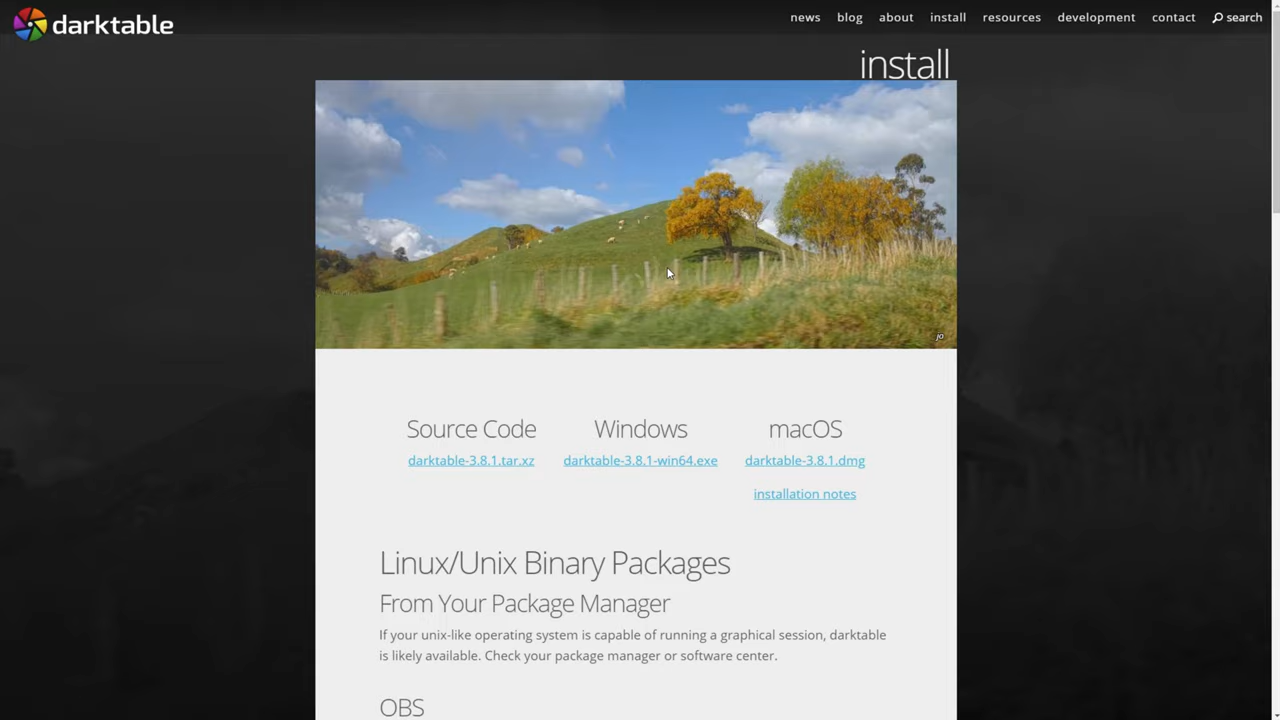 darktable
news blog about install resources development contact search
install
ja
Source Code Windows macOS
darktable-3.8.1.tar.xz darktable-3.8.1-win64.exe darktable-3.8.1.dmg
installation notes
Linux/Unix Binary Packages
From Your Package Manager
If your unix-like operating system is capable of running a graphical session, darktable
is likely available. Check your package manager or software center.
OBS